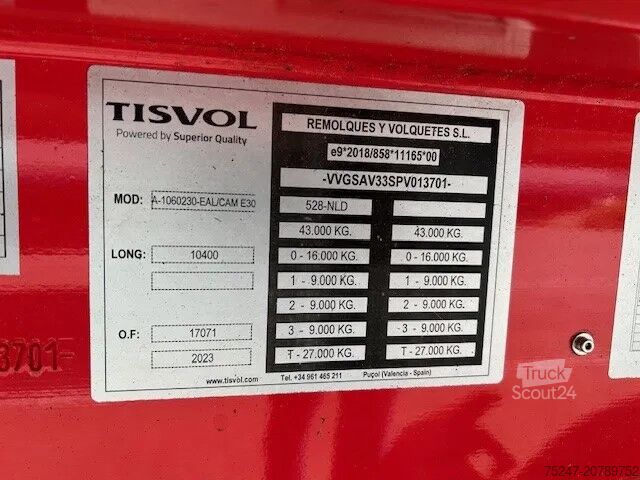 TISVOL
Powered by Superior Quality
REMOLQUES Y VOLQUETES S.L.
e9*2018/858*11165*00
-VVGSAV33SPV013701-
MOD: A-1060230-EAL/CAM E30
528-NLD
43.000 KG. 43.000 KG.
LONG: 10400
0 - 16.000 KG. 0 - 16.000 KG.
1 - 9.000 KG. 1 - 9.000 KG.
2 - 9.000 KG. 2 - 9.000 KG.
O.F: 17071
3 - 9.000 KG. 3 - 9.000 KG.
2023
T - 27.000 KG. T - 27.000 KG.
www.tisvol.com Tel. +34 961 465 211 Puçol (Valencia - Spain)
3701
Truck
Scout24
75247-20789752